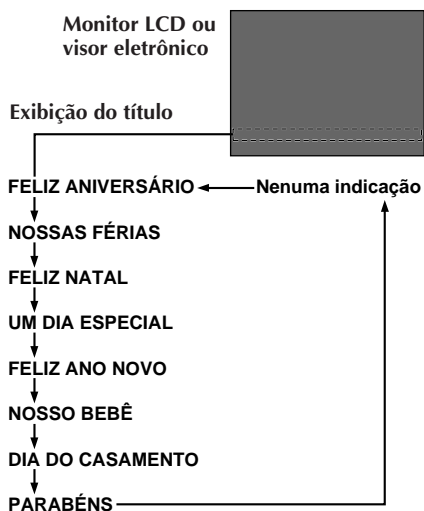 Monitor LCD ou
visor eletrônico
Exibição do título
FELIZ ANIVERSÁRIO
Nenuma indicação
NOSSAS FÉRIAS
FELIZ NATAL
UM DIA ESPECIAL
FELIZ ANO NOVO
NOSSO BEBÊ
DIA DO CASAMENTO
PARABÉNS